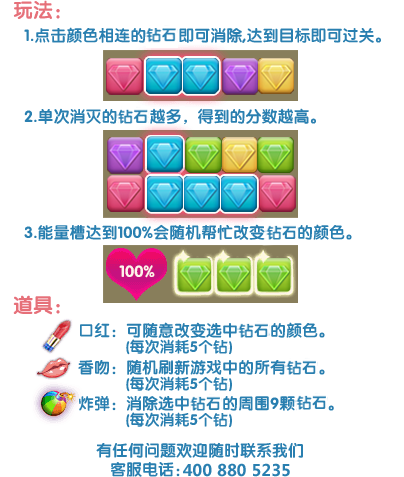 玩法：
1.点击颜色相连的钻石即可消除,达到目标即可过关。
2.单次消灭的钻石越多，得到的分数越高。
3.能量槽达到100%会随机帮忙改变钻石的颜色。
100%
道具：
口红：可随意改变选中钻石的颜色。
(每次消耗5个钻)
香吻：随机刷新游戏中的所有钻石。
(每次消耗5个钻)
炸弹：消除选中钻石的周围9颗钻石。
(每次消耗5个钻)
有任何问题欢迎随时联系我们
客服电话:400 880 5235